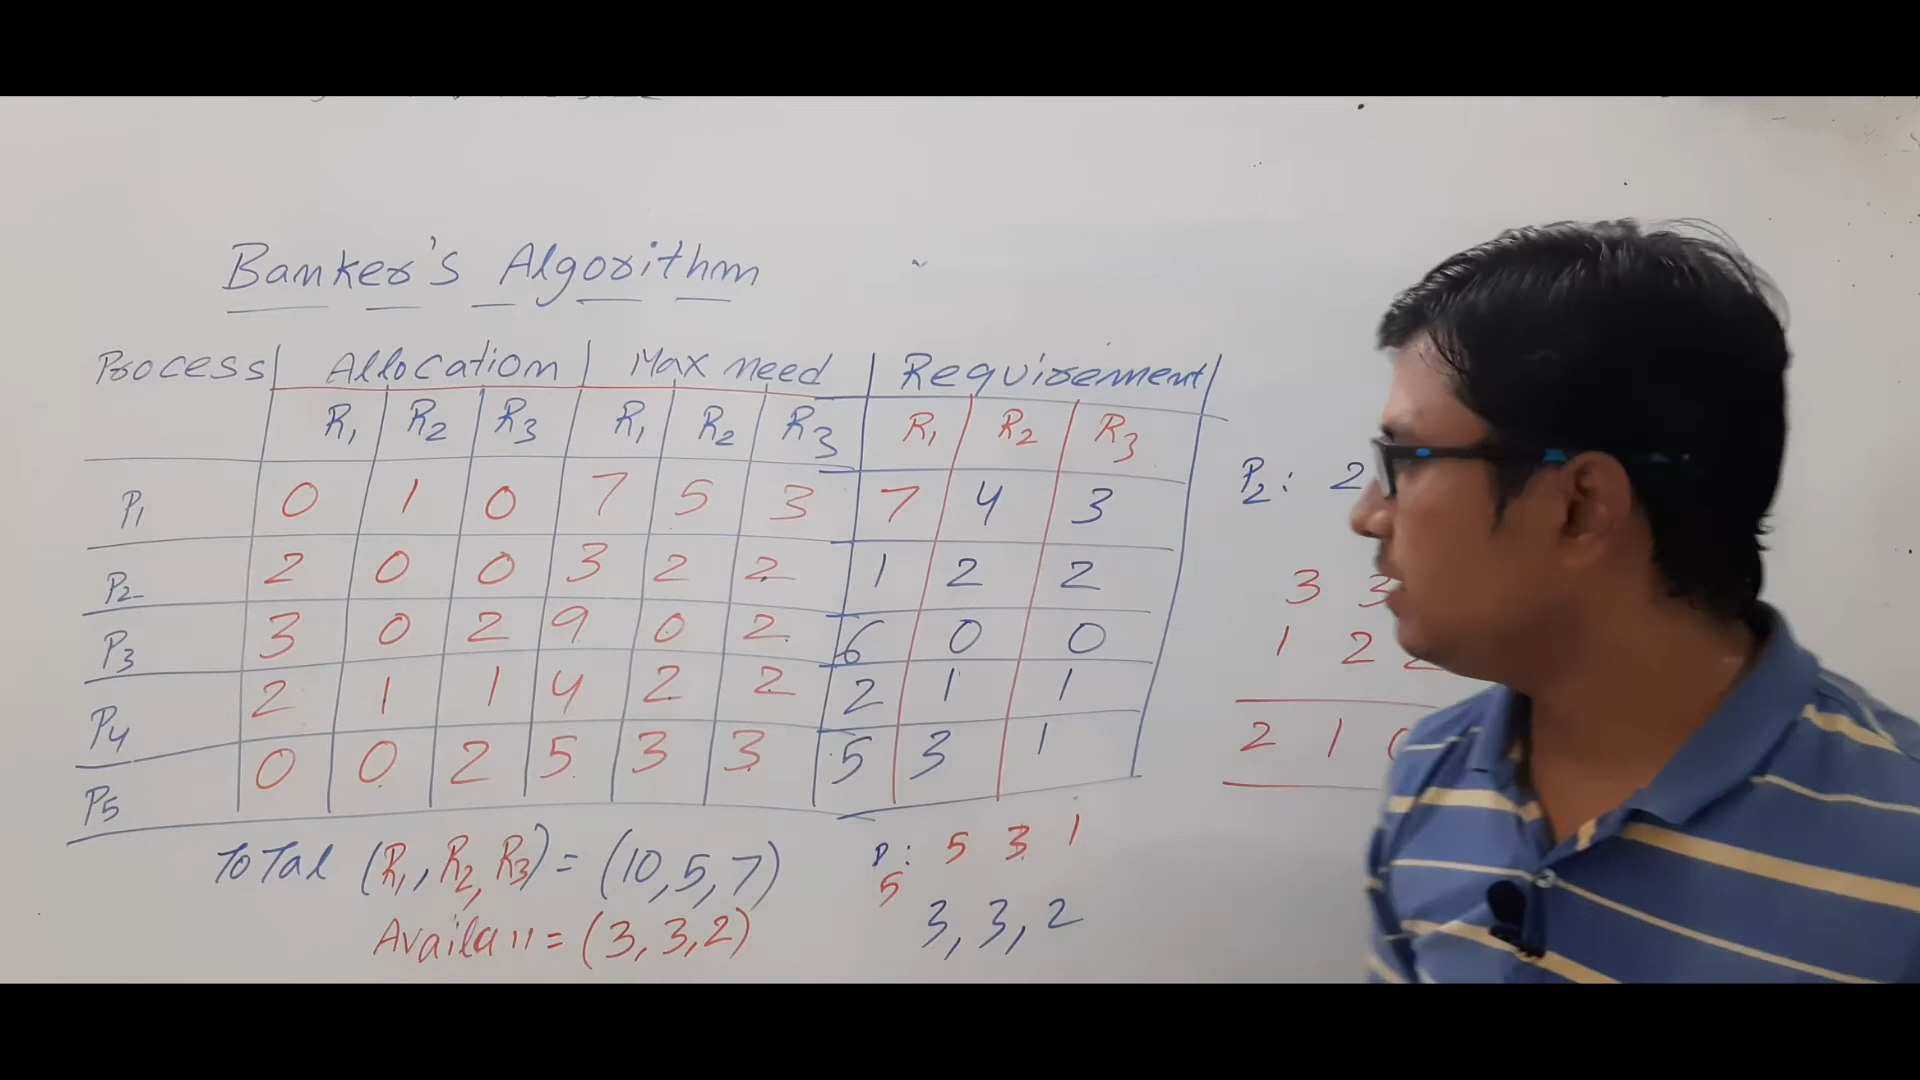 Banker's Algorithm
Process Allocation Max need Requirement
R1 R2 R3 R1 R2 R3 R1 R2 R3
P1 0 1 0 7 5 3 7 4 3
P2 2 0 0 3 2 2 1 2 2
P3 3 0 2 9 0 2 6 0 0
P4 2 1 1 4 2 2 2 1 1
P5 0 0 2 5 3 3 5 3 1
Total (R1, R2, R3) = (10, 5, 7)
Availa 11 = (3, 3, 2)
P5: 5 3 1
3, 3, 2
P2: 2
3 3
1 2 2
2 1 0